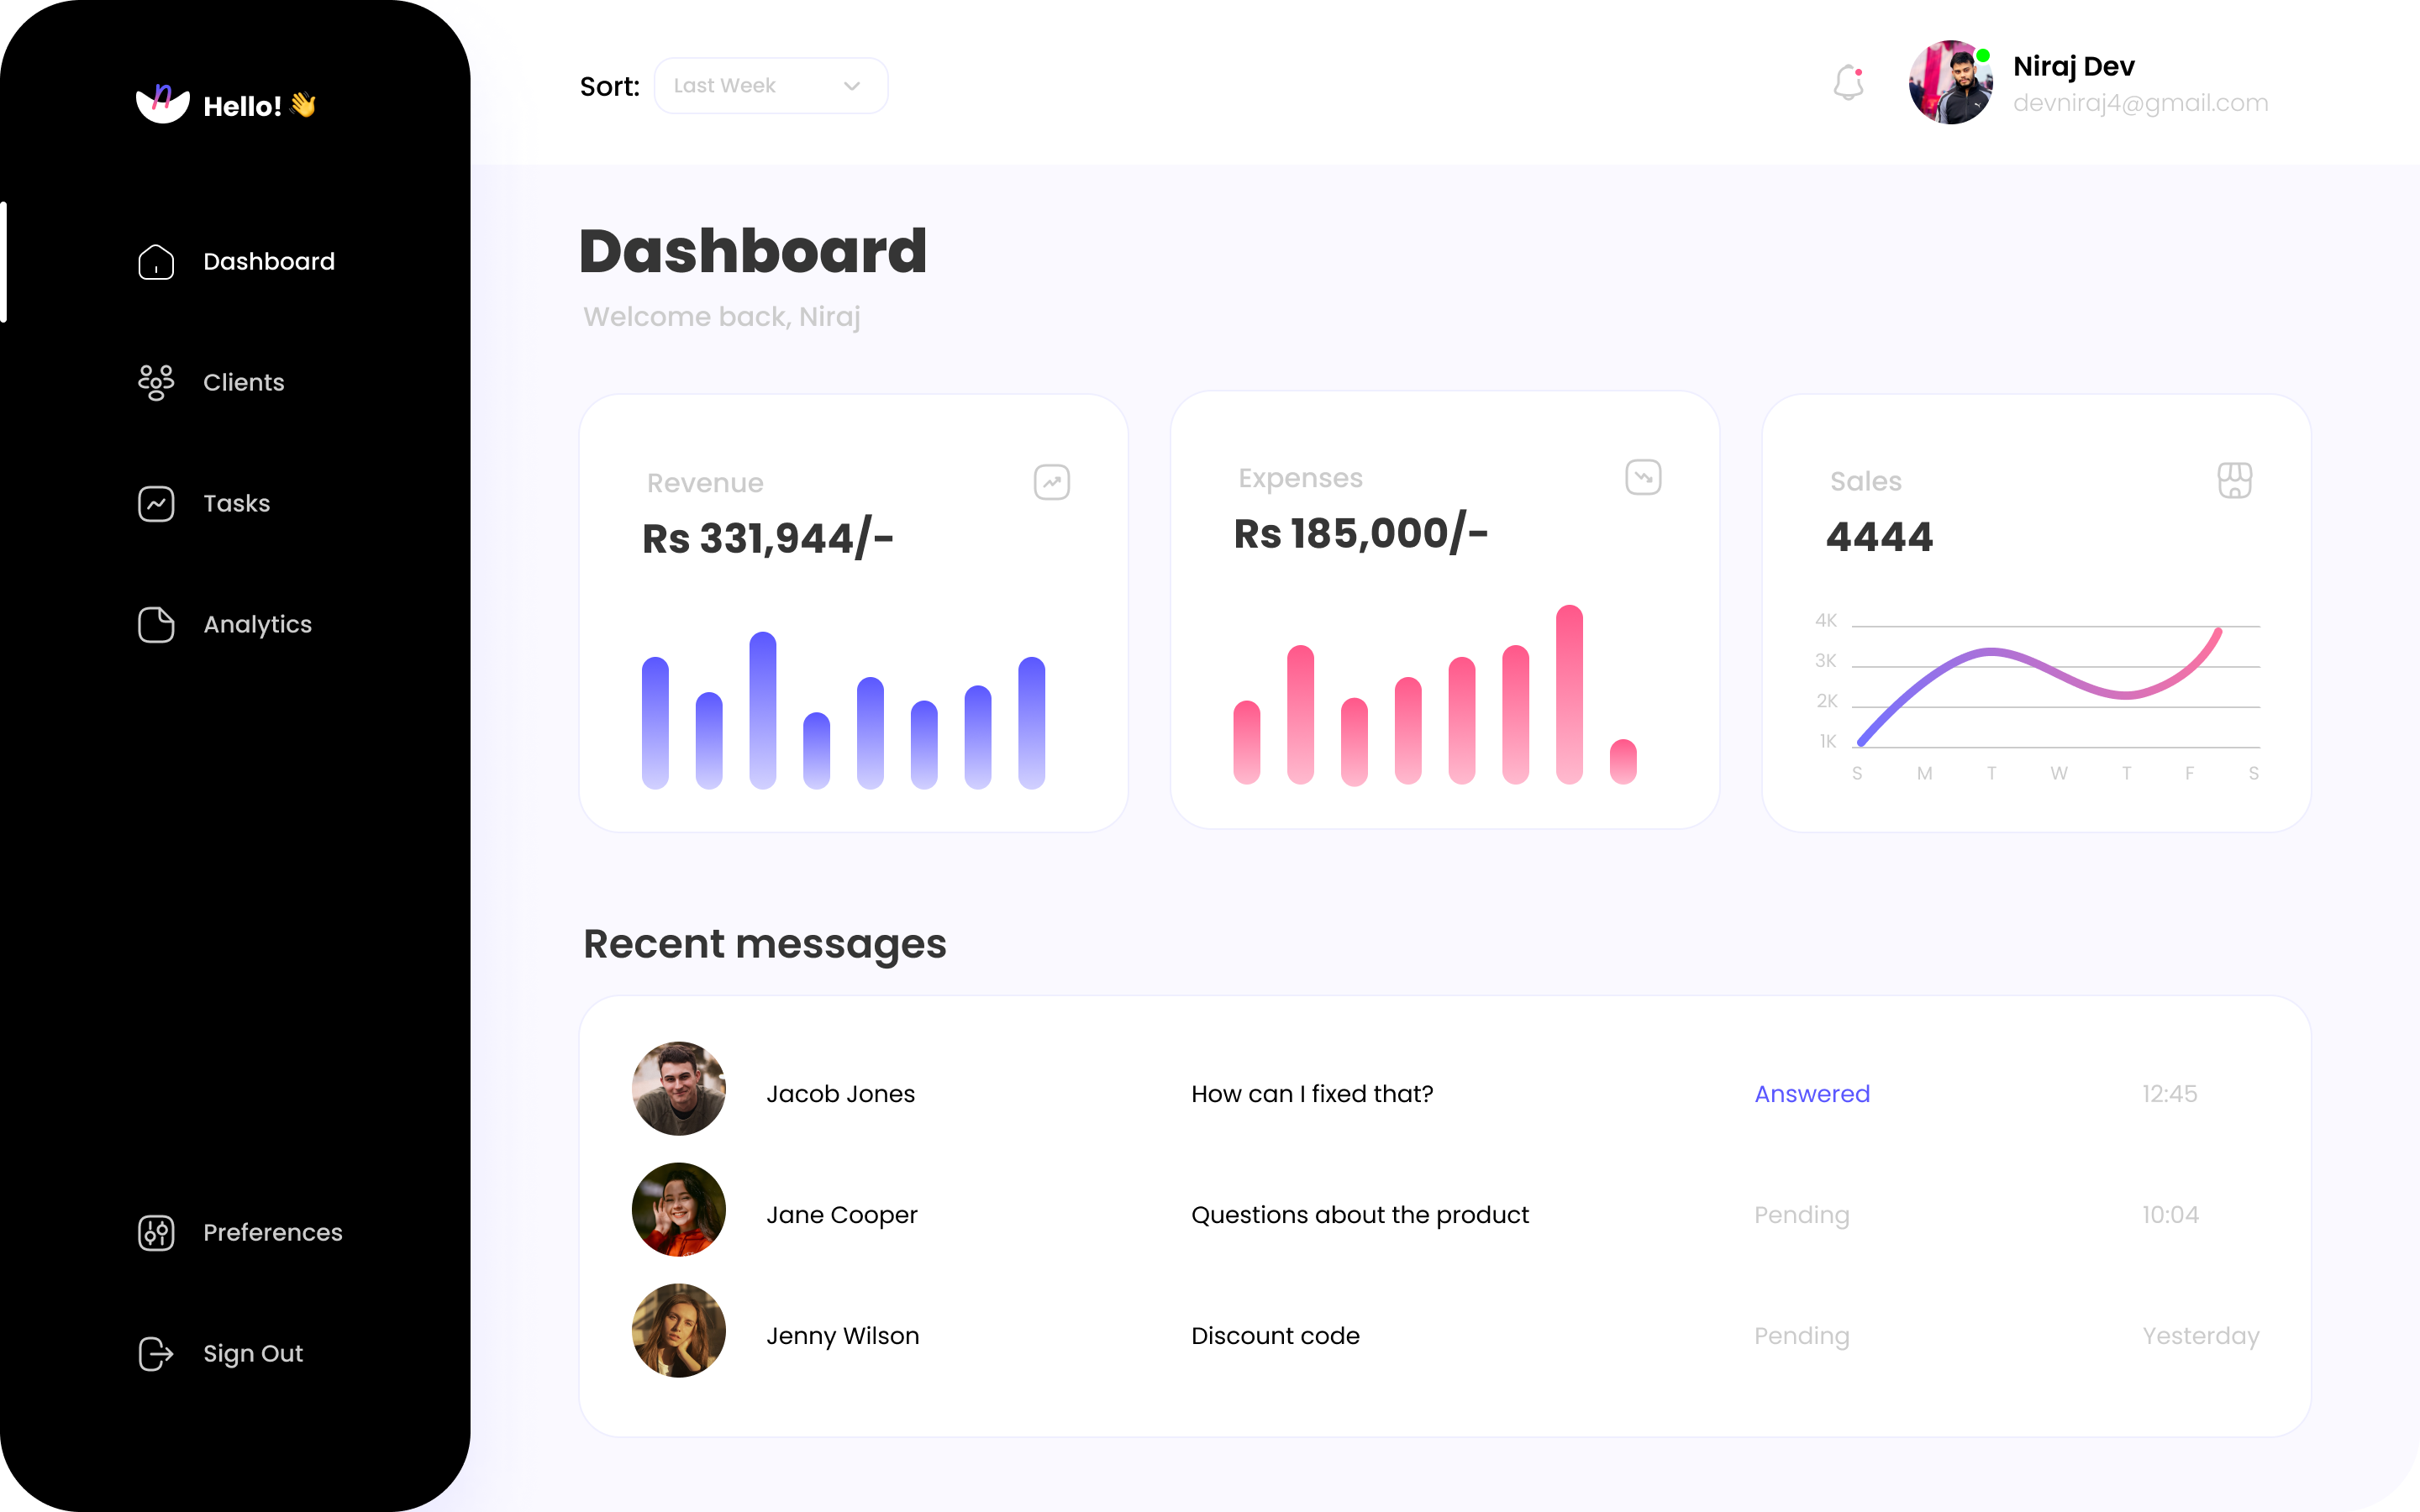 n
Hello! 👋
Dashboard
Clients
Tasks
Analytics
Preferences
Sign Out
Sort: Last Week
Niraj Dev
devniraj4@gmail.com
Dashboard
Welcome back, Niraj
Revenue
Rs 331,944/-
Expenses
Rs 185,000/-
Sales
4444
4K
3K
2K
1K
S M T W T F S
Recent messages
Jacob Jones How can I fixed that? Answered 12:45
Jane Cooper Questions about the product Pending 10:04
Jenny Wilson Discount code Pending Yesterday